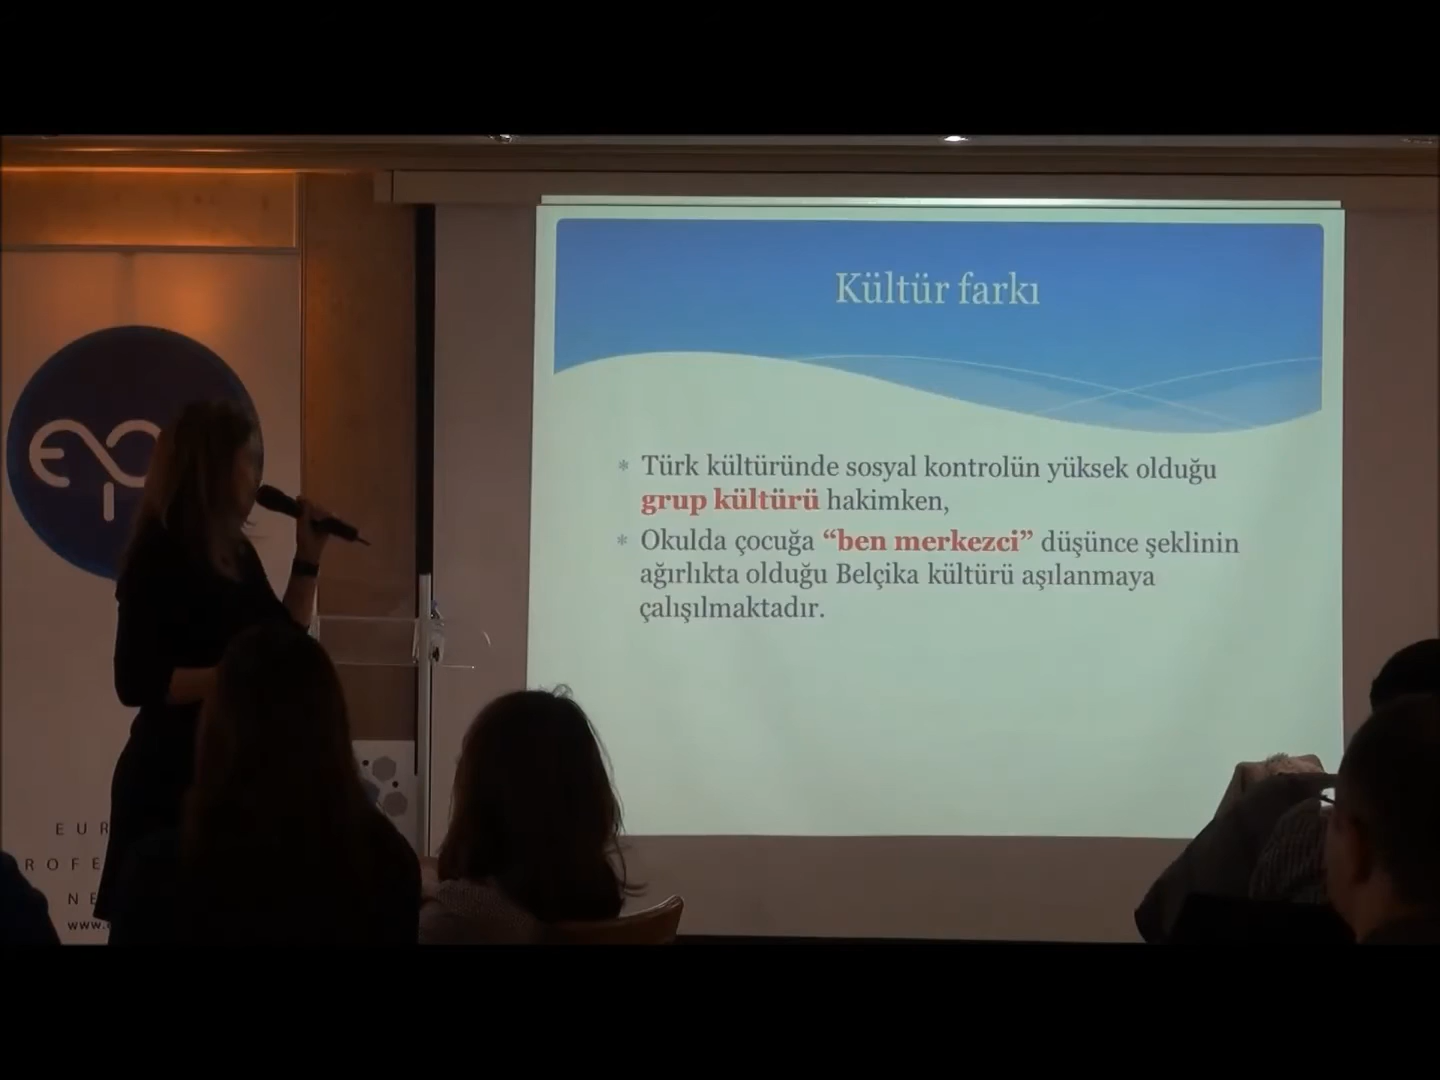 Kültür farkı
* Türk kültüründe sosyal kontrolün yüksek olduğu
grup kültürü hakimken,
* Okulda çocuğa “ben merkezci” düşünce şeklinin
ağırlıkta olduğu Belçika kültürü aşılanmaya
çalışılmaktadır.